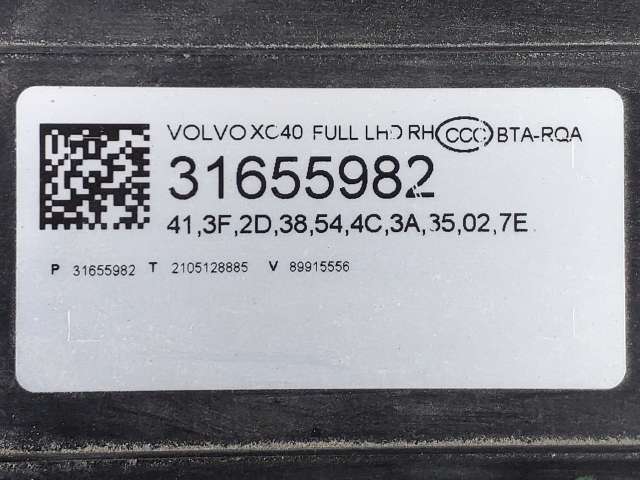 VOLVO XC40 FULL LHD RH CCC BTA-RQA
31655982
41,3F,2D,38,54,4C,3A,35,02,7E
P 31655982 T 2105128885 V 89915556